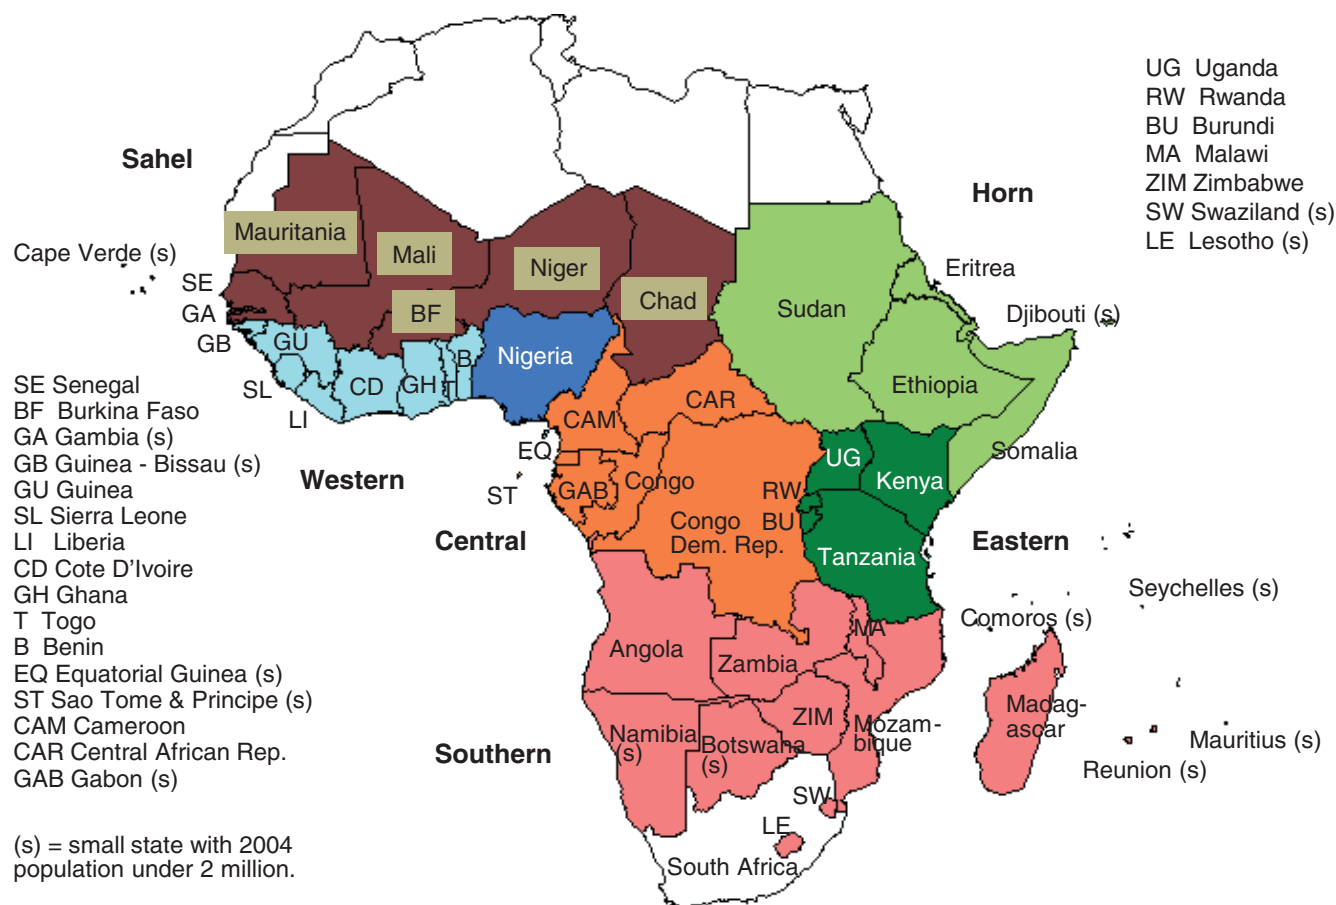 UG Uganda
RW Rwanda
BU Burundi
MA Malawi
ZIM Zimbabwe
SW Swaziland (s)
LE Lesotho (s)
Sahel
Horn
Mauritania
Mali
Niger
Chad
BF
Cape Verde (s)
SE
GA
GB
GU
SL
LI
CD
GH
T
B
Nigeria
Sudan
Eritrea
Djibouti (s)
Ethiopia
Somalia
SE Senegal
BF Burkina Faso
GA Gambia (s)
GB Guinea - Bissau (s)
GU Guinea
SL Sierra Leone
LI Liberia
CD Cote D'Ivoire
GH Ghana
T Togo
B Benin
EQ Equatorial Guinea (s)
ST Sao Tome & Principe (s)
CAM Cameroon
CAR Central African Rep.
GAB Gabon (s)
(s) = small state with 2004
population under 2 million.
Western
Central
Southern
Eastern
CAM
CAR
EQ
ST
GAB
Congo
Congo
Dem. Rep.
UG
Kenya
RW
BU
Tanzania
Seychelles (s)
Comoros (s)
Angola
Zambia
MA
Namibia
(s)
Botswana
(s)
ZIM
Mozam-
bique
Madag-
ascar
Mauritius (s)
Reunion (s)
SW
LE
South Africa